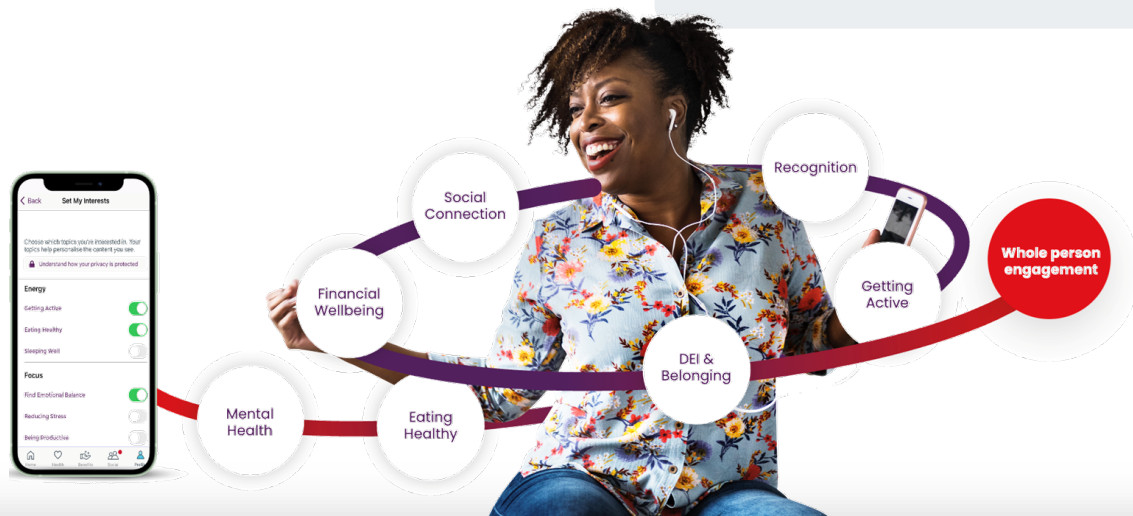 Back
Set My Interests
Choose which topics you're interested in. Your
topics help personalise the content you see.
Understand how your privacy is protected
Energy
Getting Active
Eating Healthy
Sleeping Well
Focus
Find Emotional Balance
Reducing Stress
Being Productive
Home
Health
Benefits
Social
Mental
Health
Eating
Healthy
Financial
Wellbeing
Social
Connection
Recognition
Getting
Active
DEI &
Belonging
Whole person
engagement